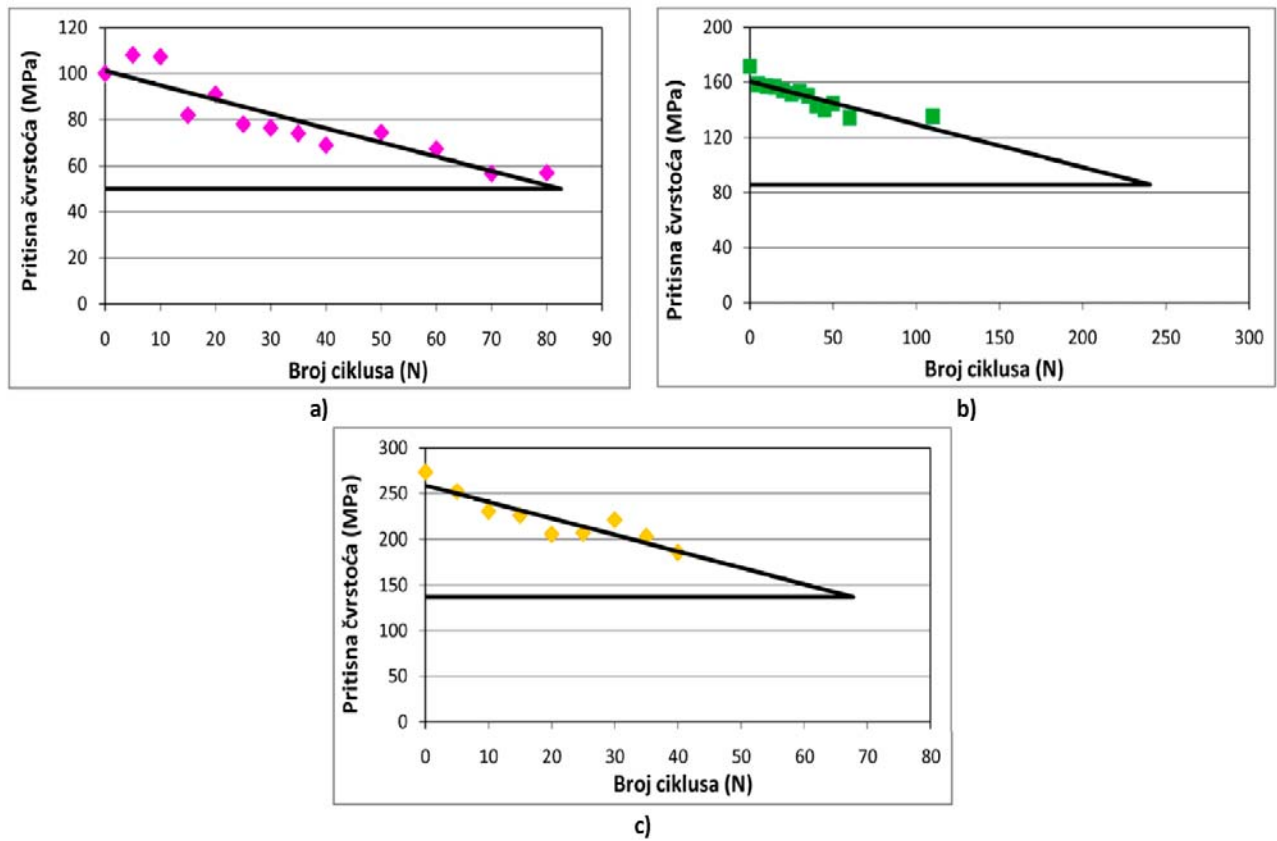 Pritisna čvrstoća (MPa)
120
100
80
60
40
20
0
0 10 20 30 40 50 60 70 80 90
Broj ciklusa (N)
a)
Pritisna čvrstoća (MPa)
200
160
120
80
40
0
0 50 100 150 200 250 300
Broj ciklusa (N)
b)
Pritisna čvrstoća (MPa)
300
250
200
150
100
50
0
0 10 20 30 40 50 60 70 80
Broj ciklusa (N)
c)